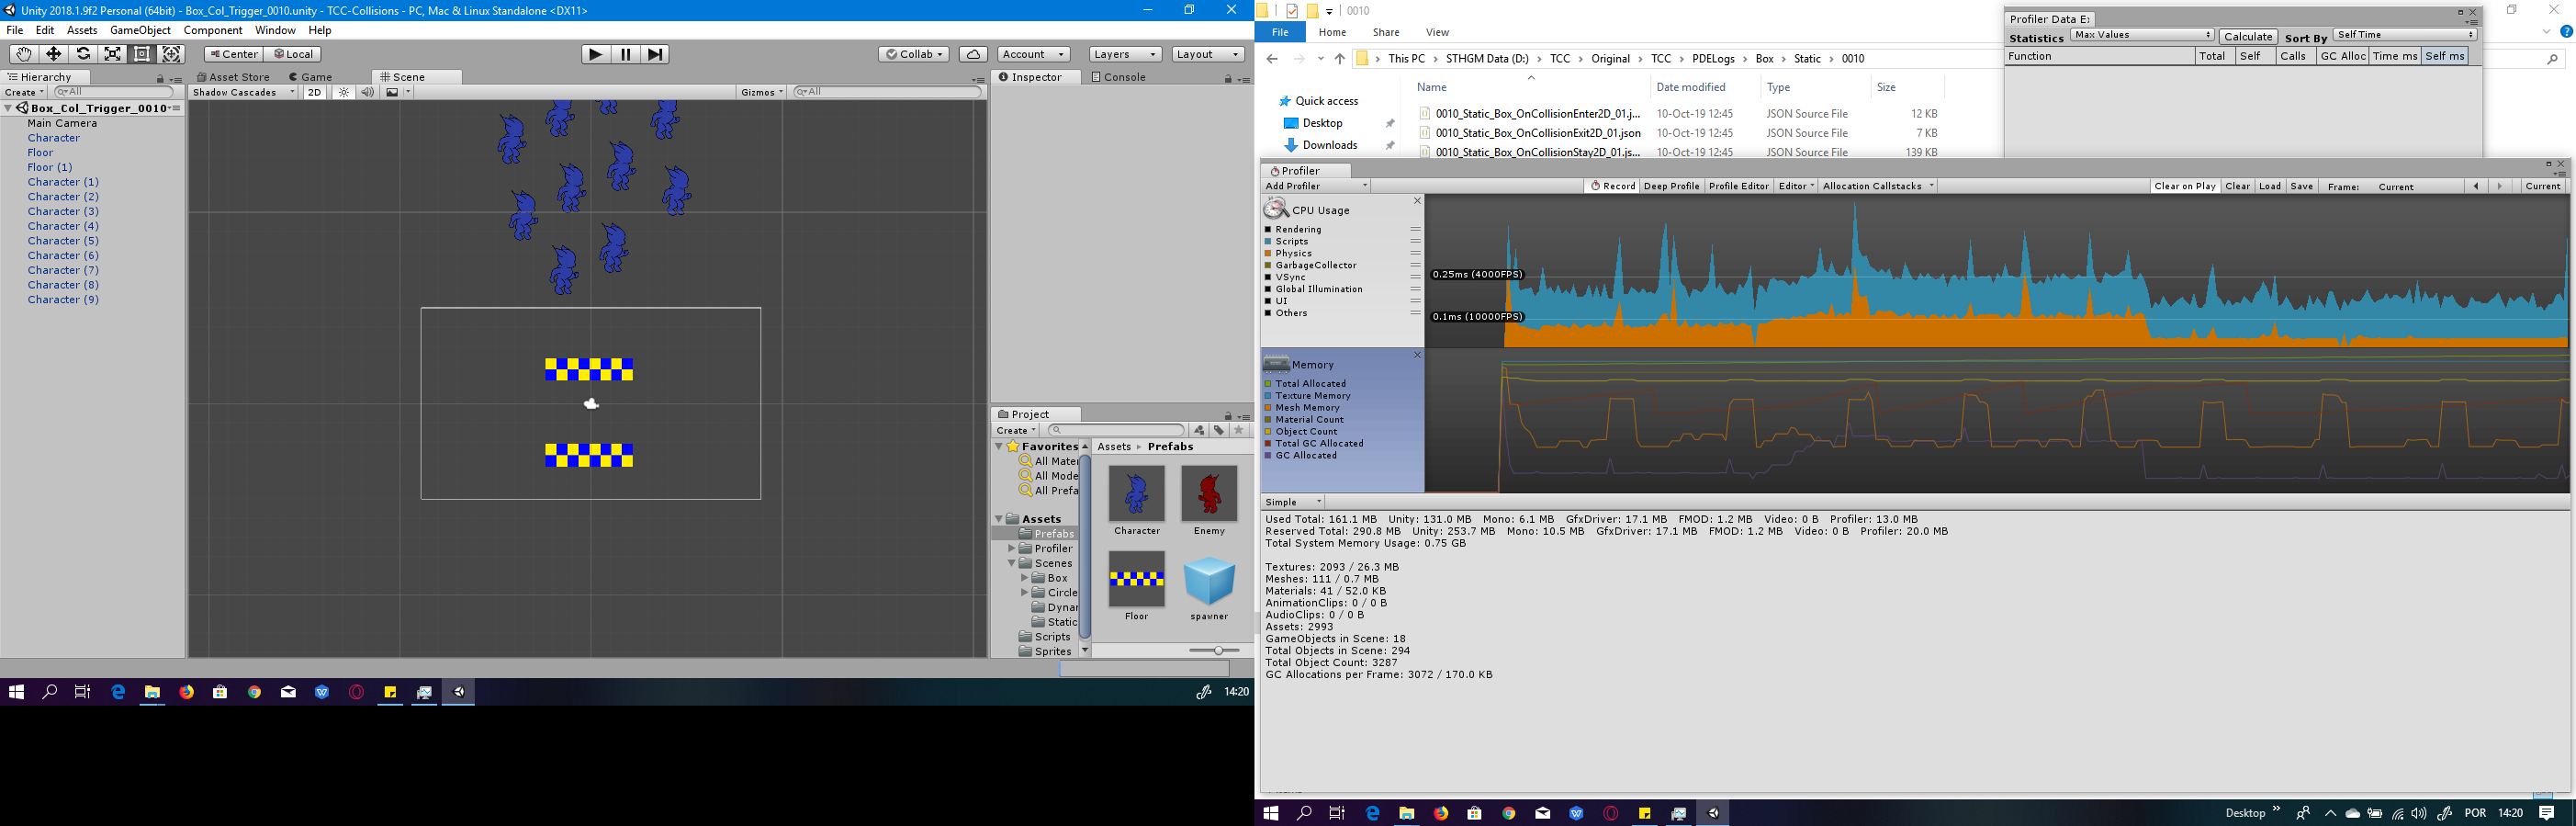 Unity 2018.1.9f2 Personal (64bit) - Box_Col_Trigger_0010.unity - TCC-Collisions - PC, Mac & Linux Standalone <DX11>
File Edit Assets GameObject Component Window Help
Center Local
Collab Account Layers Layout
Hierarchy
Create All
Box_Col_Trigger_0010
Main Camera
Character
Floor
Floor (1)
Character (1)
Character (2)
Character (3)
Character (4)
Character (5)
Character (6)
Character (7)
Character (8)
Character (9)
Asset Store Game Scene
Shadow Cascades 2D Gizmos All
Inspector Console
Project
Create
Favorites
All Mater
All Mode
All Prefa
Assets
Prefabs
Profiler
Scenes
Box
Circle
Dynar
Static
Scripts
Sprites
Assets Prefabs
Character Enemy
Floor spawner
14:20
0010
File Home Share View
This PC STHGM Data (D:) TCC Original TCC PDELogs Box Static 0010
Quick access
Desktop
Downloads
Name Date modified Type Size
0010_Static_Box_OnCollisionEnter2D_01.j... 10-Oct-19 12:45 JSON Source File 12 KB
0010_Static_Box_OnCollisionExit2D_01.json 10-Oct-19 12:45 JSON Source File 7 KB
0010_Static_Box_OnCollisionStay2D_01.js... 10-Oct-19 12:45 JSON Source File 139 KB
Profiler Data E:
Statistics Max Values Calculate Sort By Self Time
Function Total Self Calls GC Alloc Time ms Self ms
Profiler
Add Profiler Record Deep Profile Profile Editor Editor Allocation Callstacks Clear on Play Clear Load Save Frame: Current Current
CPU Usage
Rendering
Scripts
Physics
GarbageCollector
VSync
Global Illumination
UI
Others
0.25ms (4000FPS)
0.1ms (10000FPS)
Memory
Total Allocated
Texture Memory
Mesh Memory
Material Count
Object Count
Total GC Allocated
GC Allocated
Simple
Used Total: 161.1 MB Unity: 131.0 MB Mono: 6.1 MB GfxDriver: 17.1 MB FMOD: 1.2 MB Video: 0 B Profiler: 13.0 MB
Reserved Total: 290.8 MB Unity: 253.7 MB Mono: 10.5 MB GfxDriver: 17.1 MB FMOD: 1.2 MB Video: 0 B Profiler: 20.0 MB
Total System Memory Usage: 0.75 GB
Textures: 2093 / 26.3 MB
Meshes: 111 / 0.7 MB
Materials: 41 / 52.0 KB
AnimationClips: 0 / 0 B
AudioClips: 0 / 0 B
Assets: 2993
GameObjects in Scene: 18
Total Objects in Scene: 294
Total Object Count: 3287
GC Allocations per Frame: 3072 / 170.0 KB
Desktop POR 14:20